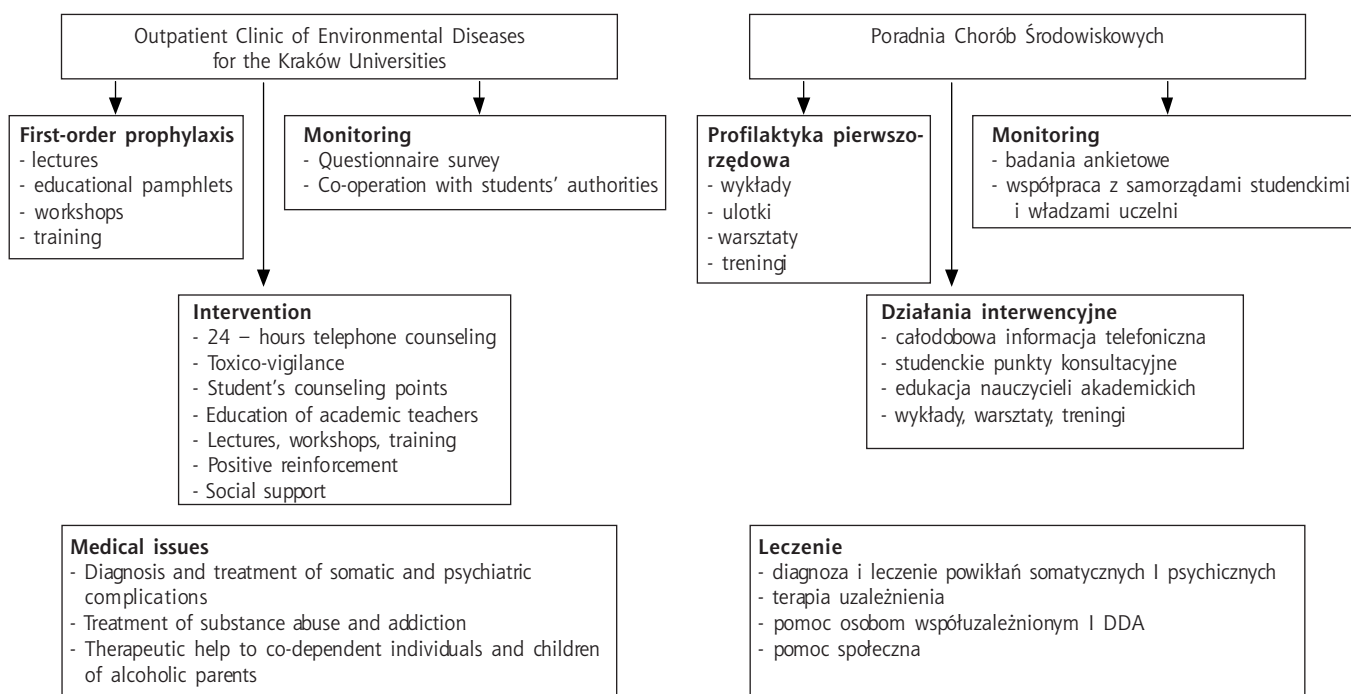 Outpatient Clinic of Environmental Diseases
for the Kraków Universities
First-order prophylaxis
- lectures
- educational pamphlets
- workshops
- training
Monitoring
- Questionnaire survey
- Co-operation with students’ authorities
Intervention
- 24 – hours telephone counseling
- Toxico-vigilance
- Student’s counseling points
- Education of academic teachers
- Lectures, workshops, training
- Positive reinforcement
- Social support
Medical issues
- Diagnosis and treatment of somatic and psychiatric
complications
- Treatment of substance abuse and addiction
- Therapeutic help to co-dependent individuals and children
of alcoholic parents
Poradnia Chorób Środowiskowych
Profilaktyka pierwszo-
rzędowa
- wykłady
- ulotki
- warsztaty
- treningi
Monitoring
- badania ankietowe
- współpraca z samorządami studenckimi
i władzami uczelni
Działania interwencyjne
- całodobowa informacja telefoniczna
- studenckie punkty konsultacyjne
- edukacja nauczycieli akademickich
- wykłady, warsztaty, treningi
Leczenie
- diagnoza i leczenie powikłań somatycznych I psychicznych
- terapia uzależnienia
- pomoc osobom współuzależnionym I DDA
- pomoc społeczna